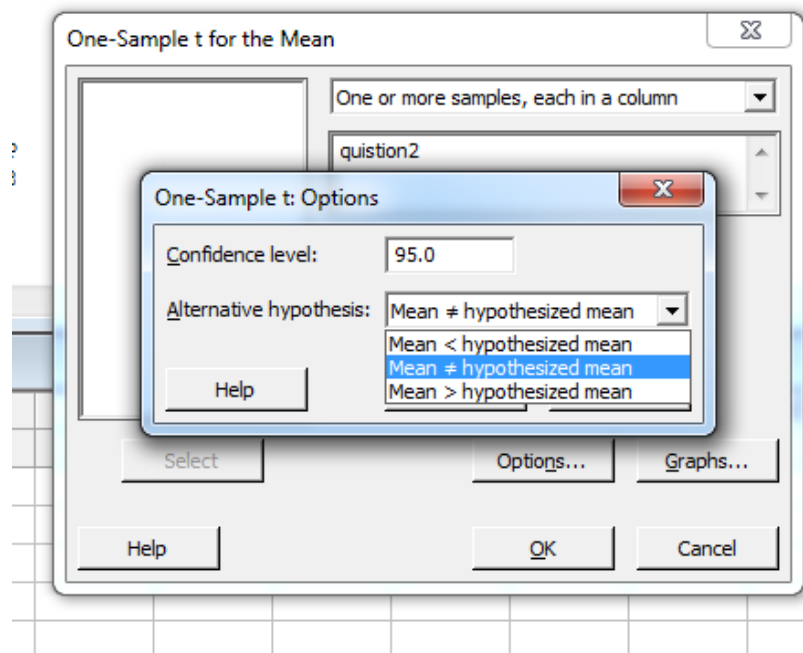 One-Sample t for the Mean
One or more samples, each in a column
quistion2
One-Sample t: Options
Confidence level:
95.0
Alternative hypothesis:
Mean ≠ hypothesized mean
Mean < hypothesized mean
Mean ≠ hypothesized mean
Mean > hypothesized mean
Help
Select
Options...
Graphs...
Help
OK
Cancel